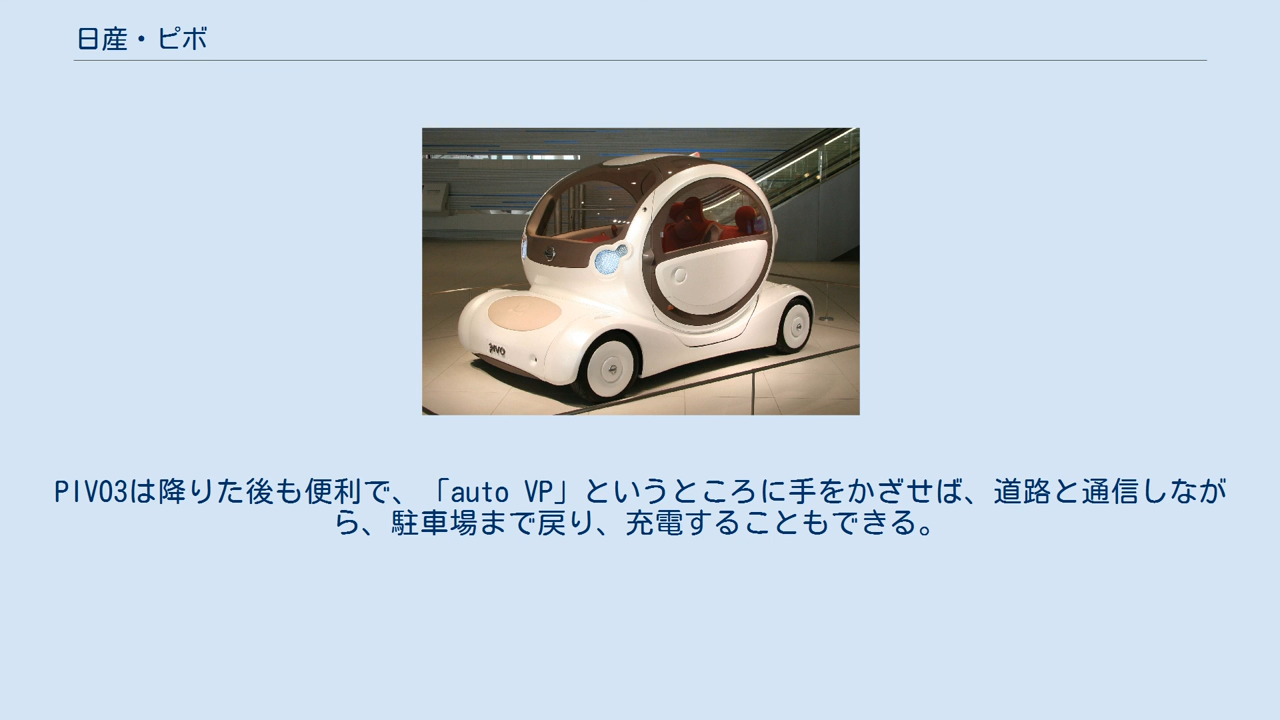 日産・ピボ
PIVO
PIVO3は降りた後も便利で、「auto VP」というところに手をかざせば、道路と通信しなが
ら、駐車場まで戻り、充電することもできる。